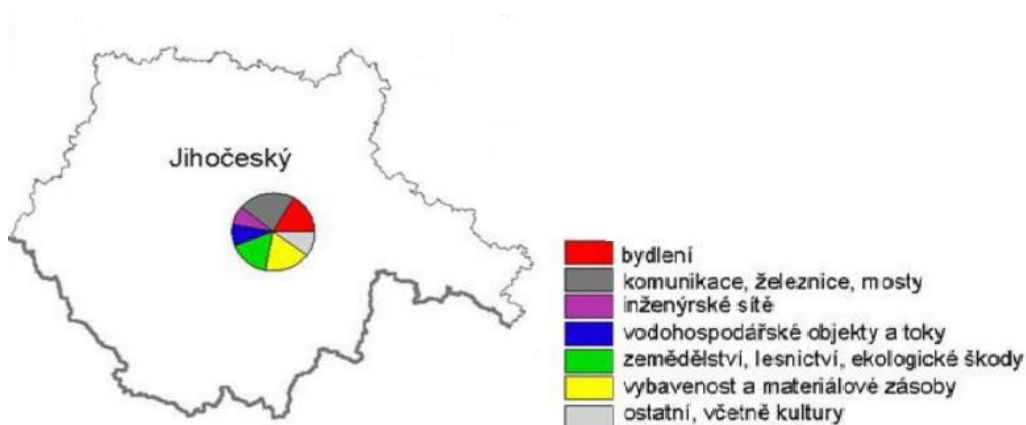 Jihočeský
bydlení
komunikace, železnice, mosty
inženýrské sítě
vodohospodářské objekty a toky
zemědělství, lesnictví, ekologické škody
vybavenost a materiálové zásoby
ostatní, včetně kultury